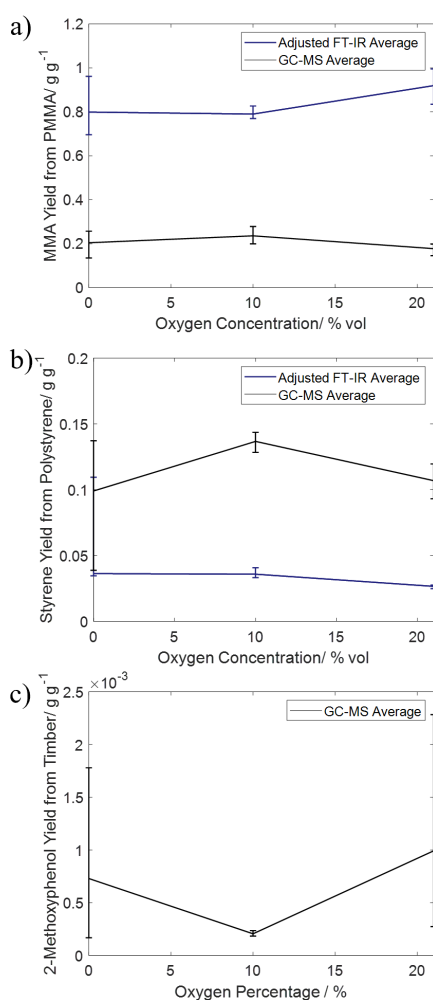 a)
1.2
1
0.8
0.6
0.4
0.2
0
MMA Yield from PMMA/ g g⁻¹
Adjusted FT-IR Average
GC-MS Average
0 5 10 15 20
Oxygen Concentration/ % vol
b)
0.2
0.15
0.1
0.05
0
Styrene Yield from Polystyrene/ g g⁻¹
Adjusted FT-IR Average
GC-MS Average
0 5 10 15 20
Oxygen Concentration/ % vol
c)
×10⁻³
2.5
2
1.5
1
0.5
0
2-Methoxyphenol Yield from Timber/ g g⁻¹
GC-MS Average
0 5 10 15 20
Oxygen Percentage / %